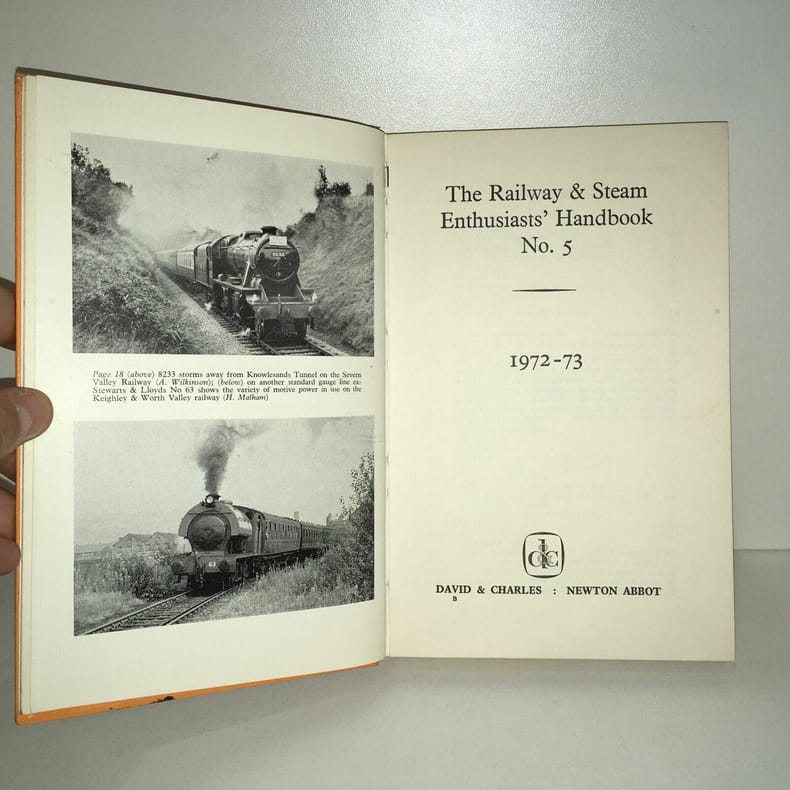 Page 18 (above) 8233 storms away from Knowlesands Tunnel on the Severn
Valley Railway (A. Wilkinson); (below) on another standard gauge line ex-
Stewarts & Lloyds No 63 shows the variety of motive power in use on the
Keighley & Worth Valley railway (H. Malham)
63
The Railway & Steam
Enthusiasts' Handbook
No. 5
1972-73
d&c
DAVID & CHARLES : NEWTON ABBOT
B